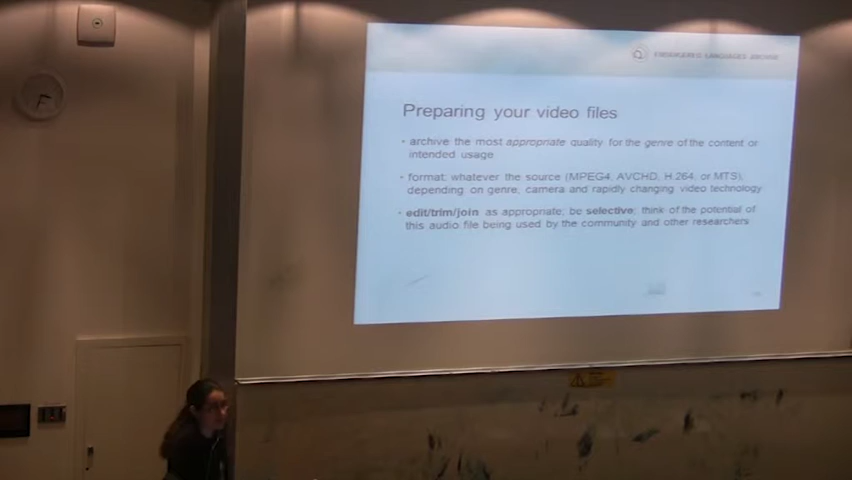 ENDANGERED LANGUAGES ARCHIVE
Preparing your video files
• archive the most appropriate quality for the genre of the content or
intended usage
• format: whatever the source (MPEG4, AVCHD, H.264, or MTS),
depending on genre, camera and rapidly changing video technology
• edit/trim/join as appropriate; be selective; think of the potential of
this audio file being used by the community and other researchers